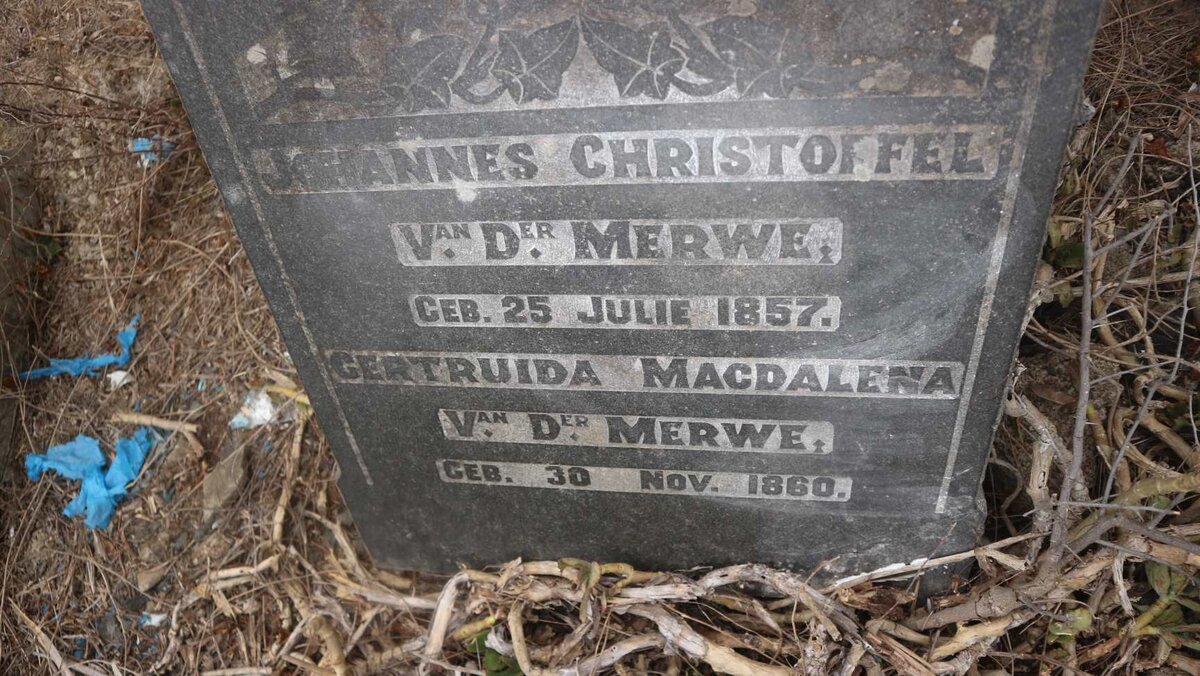 JOHANNES CHRISTOFFEL
VAN. DER. MERWE,
GEB. 25 JULIE 1857.
GERTRUIDA MAGDALENA
VAN. DER. MERWE,
GEB. 30 NOV. 1860.